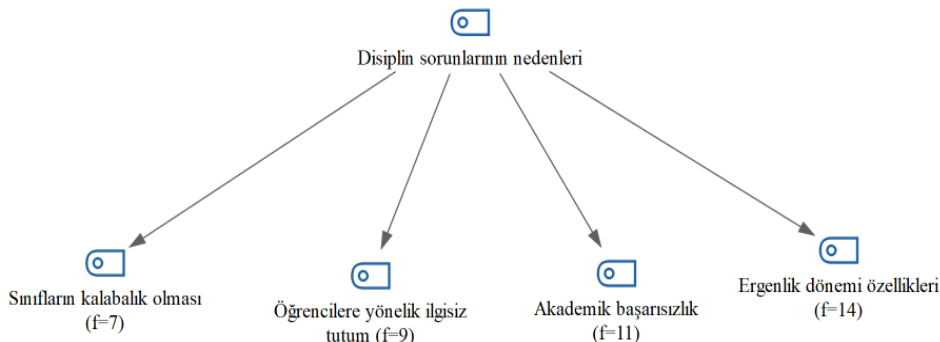 Disiplin sorunlarının nedenleri
Sınıfların kalabalık olması
(f=7)
Öğrencilere yönelik ilgisiz
tutum (f=9)
Akademik başarısızlık
(f=11)
Ergenlik dönemi özellikleri
(f=14)